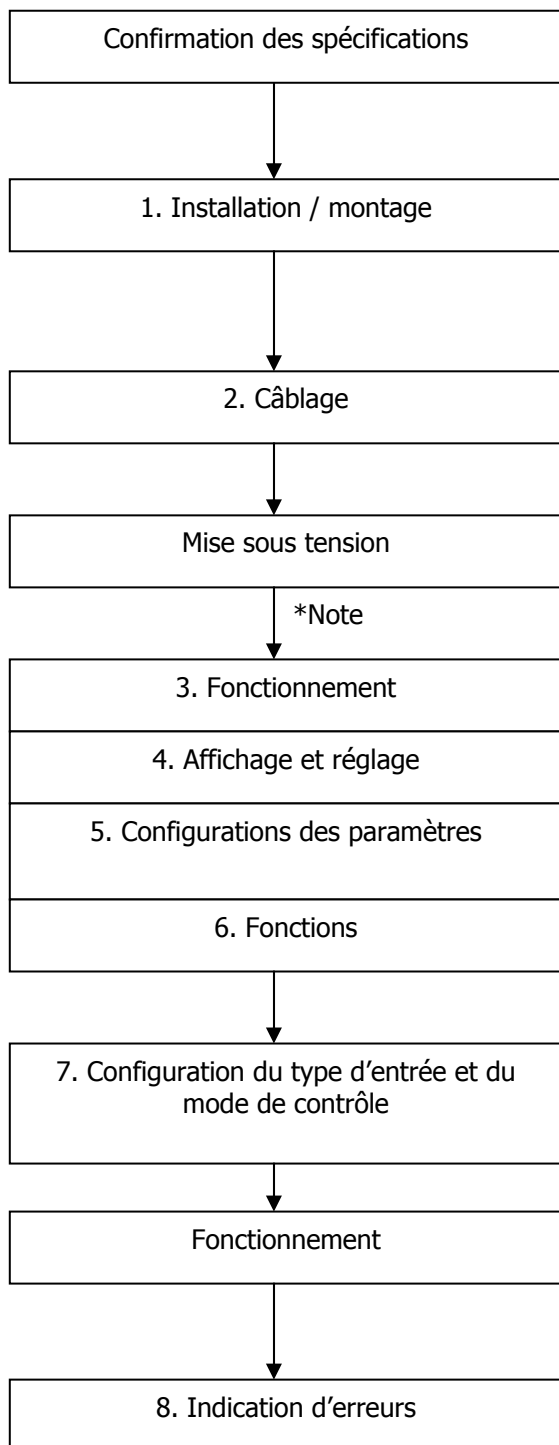 Confirmation des spécifications
1. Installation / montage
2. Câblage
Mise sous tension
*Note
3. Fonctionnement
4. Affichage et réglage
5. Configurations des paramètres
6. Fonctions
7. Configuration du type d’entrée et du
mode de contrôle
Fonctionnement
8. Indication d’erreurs